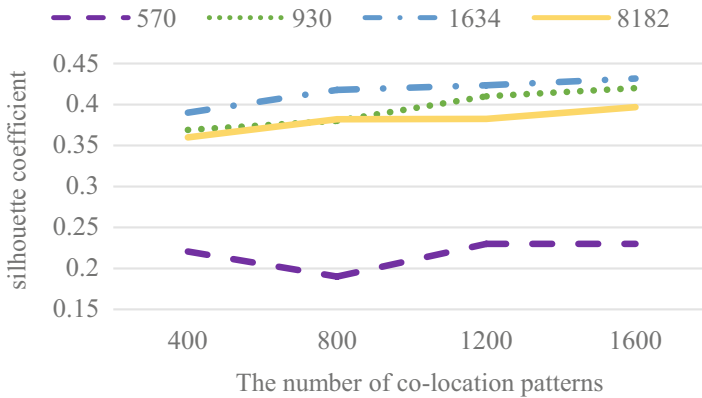 570 930 1634 8182
0.45
0.4
0.35
0.3
0.25
0.2
0.15
silhouette coefficient
400 800 1200 1600
The number of co-location patterns